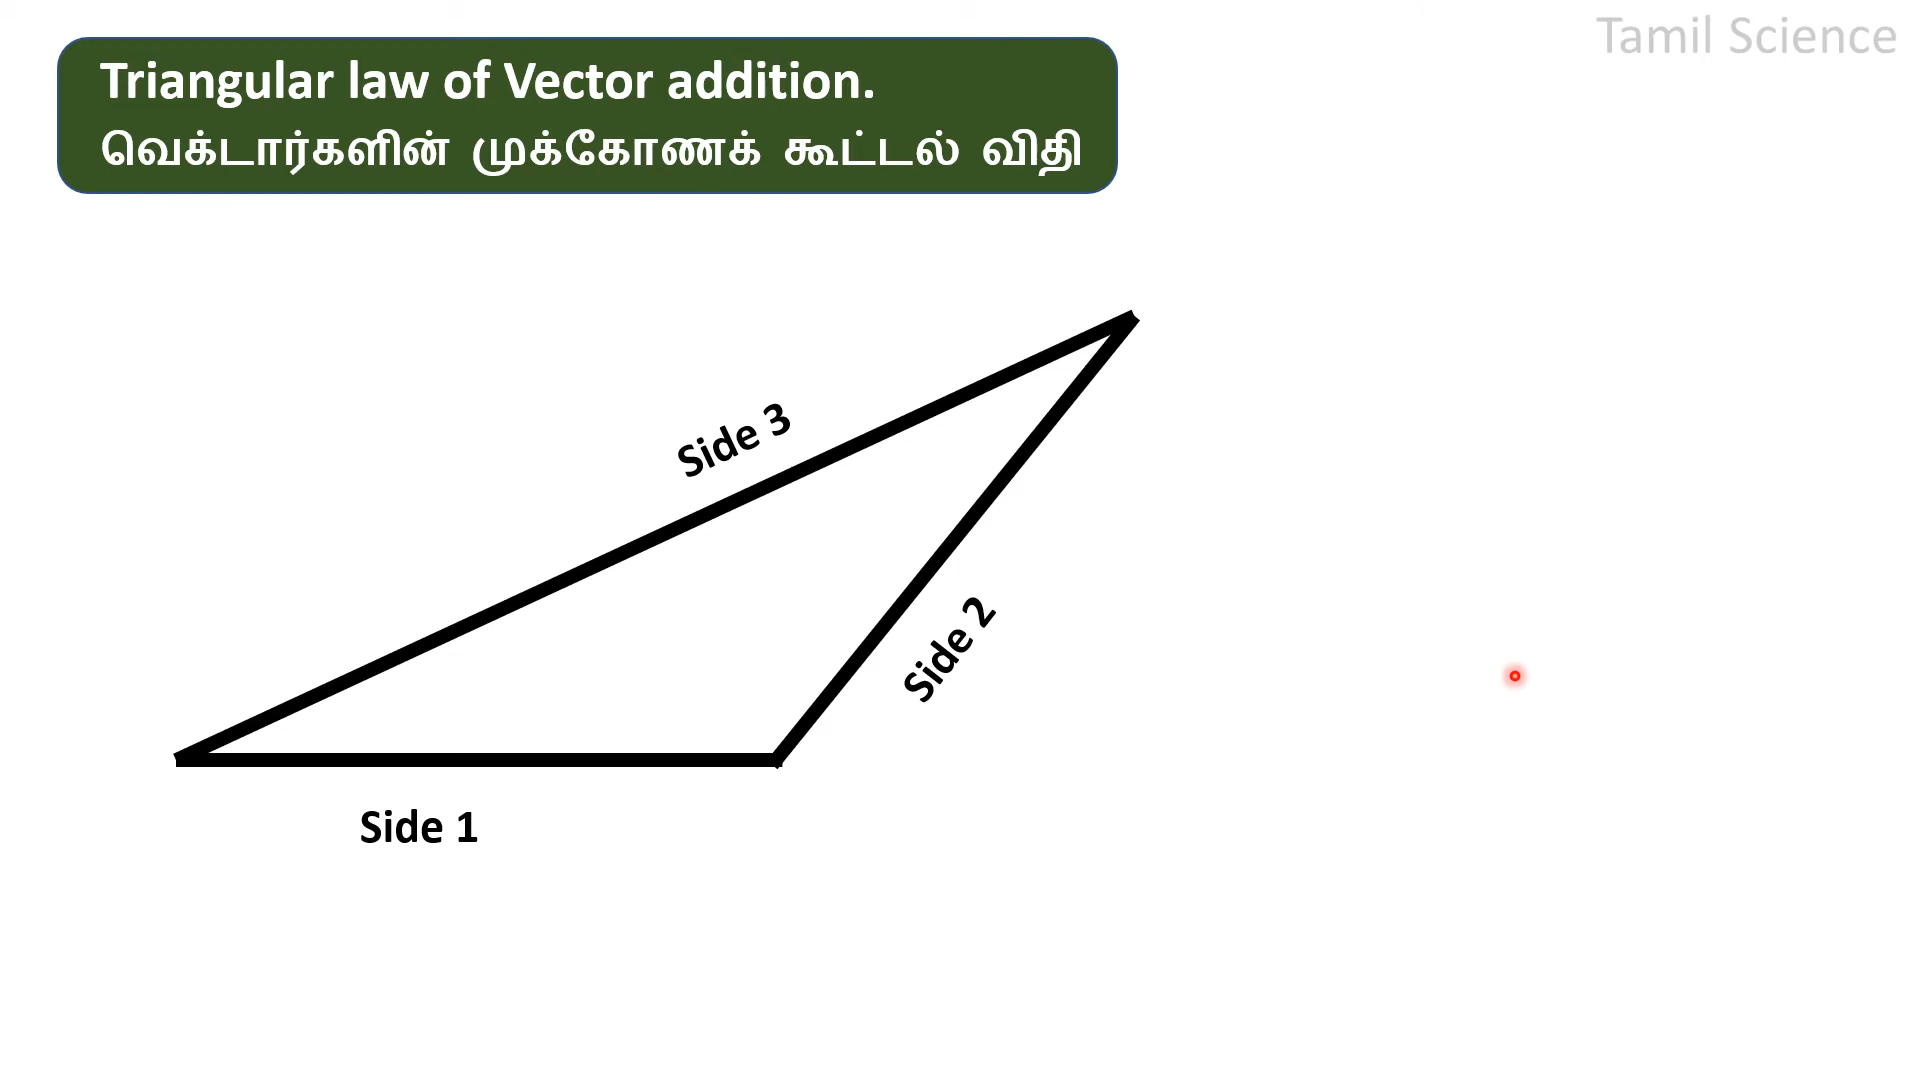 Tamil Science
Triangular law of Vector addition.
வெக்டார்களின் முக்கோணக் கூட்டல் விதி
Side 3
Side 2
Side 1